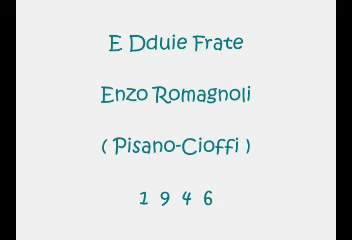 E Dduie Frate
Enzo Romagnoli
( Pisano-Cioffi )
1 9 4 6